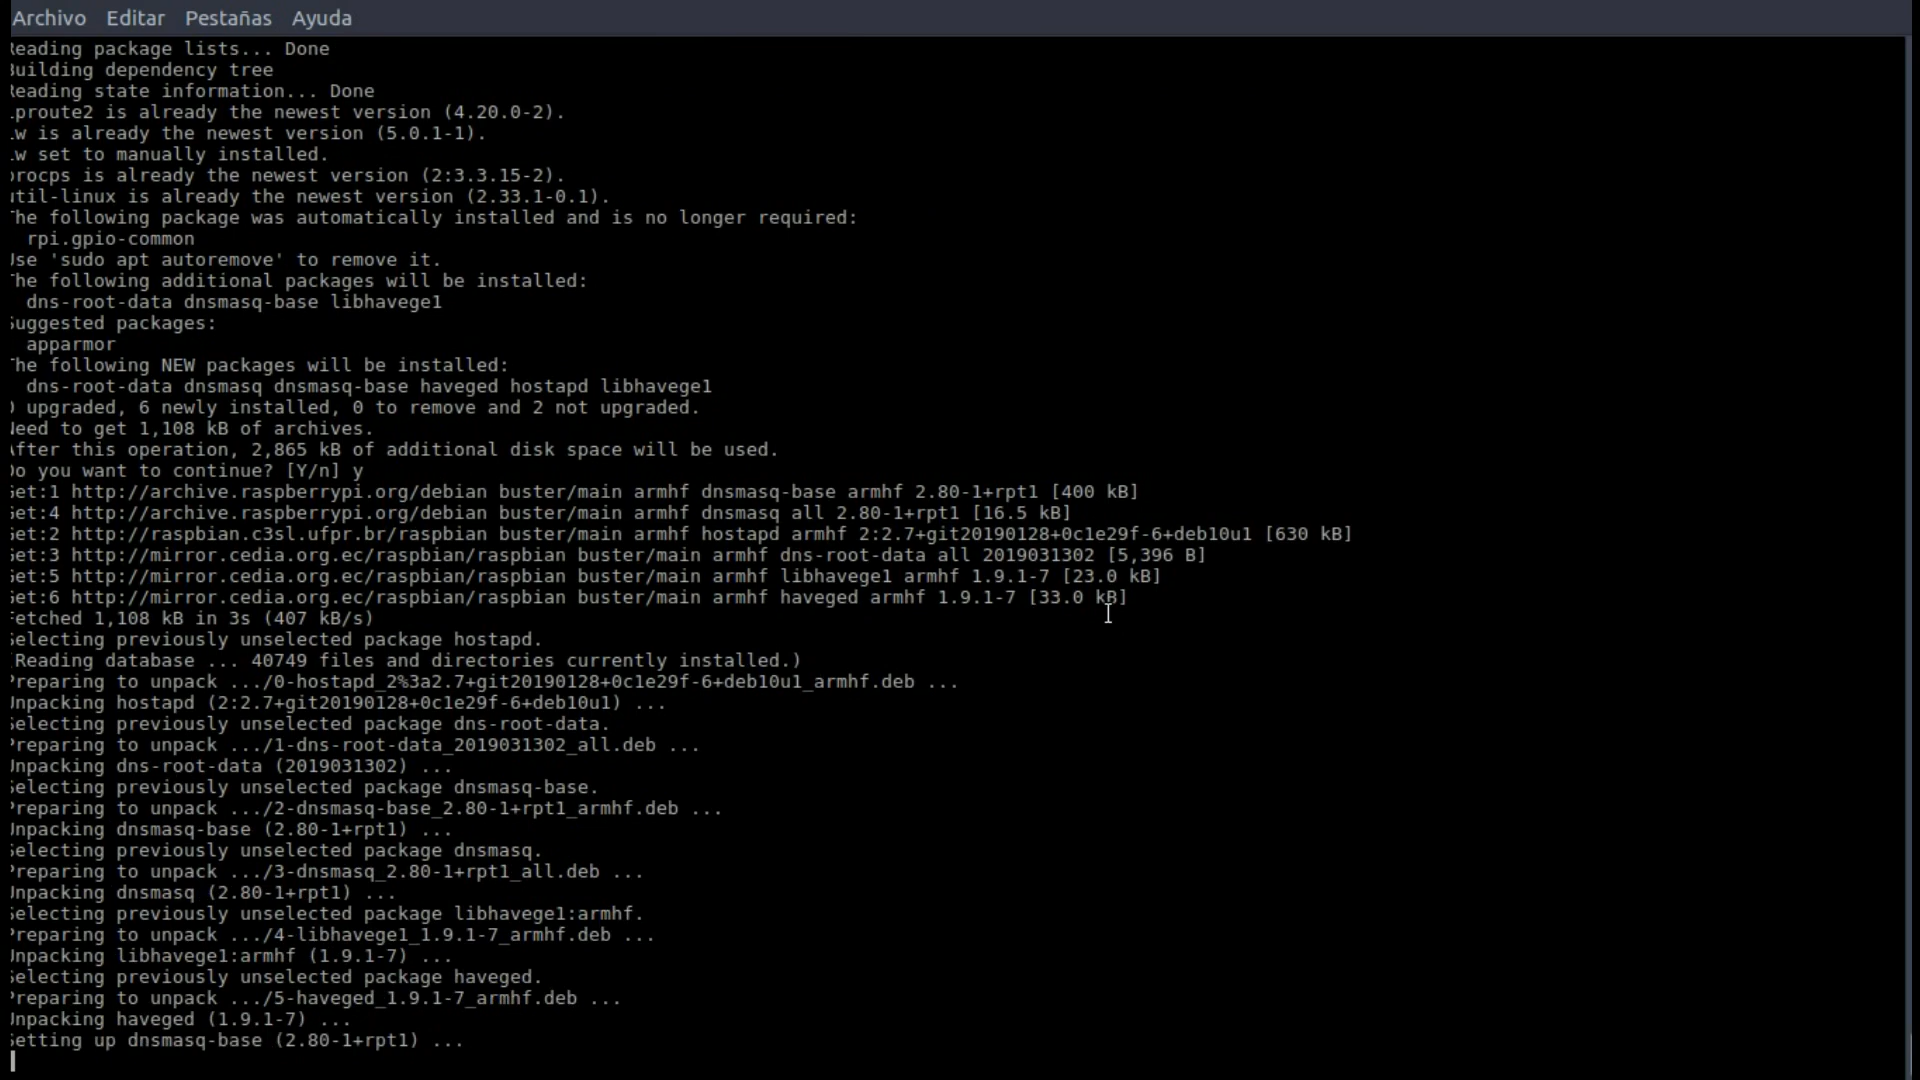 Archivo Editar Pestañas Ayuda
Reading package lists... Done
Building dependency tree
Reading state information... Done
iproute2 is already the newest version (4.20.0-2).
iw is already the newest version (5.0.1-1).
iw set to manually installed.
procps is already the newest version (2:3.3.15-2).
util-linux is already the newest version (2.33.1-0.1).
The following package was automatically installed and is no longer required:
rpi.gpio-common
Use 'sudo apt autoremove' to remove it.
The following additional packages will be installed:
dns-root-data dnsmasq-base libhavege1
Suggested packages:
apparmor
The following NEW packages will be installed:
dns-root-data dnsmasq dnsmasq-base haveged hostapd libhavege1
0 upgraded, 6 newly installed, 0 to remove and 2 not upgraded.
Need to get 1,108 kB of archives.
After this operation, 2,865 kB of additional disk space will be used.
Do you want to continue? [Y/n] y
Get:1 http://archive.raspberrypi.org/debian buster/main armhf dnsmasq-base armhf 2.80-1+rpt1 [400 kB]
Get:4 http://archive.raspberrypi.org/debian buster/main armhf dnsmasq all 2.80-1+rpt1 [16.5 kB]
Get:2 http://raspbian.c3sl.ufpr.br/raspbian buster/main armhf hostapd armhf 2:2.7+git20190128+0c1e29f-6+deb10u1 [630 kB]
Get:3 http://mirror.cedia.org.ec/raspbian/raspbian buster/main armhf dns-root-data all 2019031302 [5,396 B]
Get:5 http://mirror.cedia.org.ec/raspbian/raspbian buster/main armhf libhavege1 armhf 1.9.1-7 [23.0 kB]
Get:6 http://mirror.cedia.org.ec/raspbian/raspbian buster/main armhf haveged armhf 1.9.1-7 [33.0 kB]
Fetched 1,108 kB in 3s (407 kB/s)
Selecting previously unselected package hostapd.
(Reading database ... 40749 files and directories currently installed.)
Preparing to unpack .../0-hostapd_2%3a2.7+git20190128+0c1e29f-6+deb10u1_armhf.deb ...
Unpacking hostapd (2:2.7+git20190128+0c1e29f-6+deb10u1) ...
Selecting previously unselected package dns-root-data.
Preparing to unpack .../1-dns-root-data_2019031302_all.deb ...
Unpacking dns-root-data (2019031302) ...
Selecting previously unselected package dnsmasq-base.
Preparing to unpack .../2-dnsmasq-base_2.80-1+rpt1_armhf.deb ...
Unpacking dnsmasq-base (2.80-1+rpt1) ...
Selecting previously unselected package dnsmasq.
Preparing to unpack .../3-dnsmasq_2.80-1+rpt1_all.deb ...
Unpacking dnsmasq (2.80-1+rpt1) ...
Selecting previously unselected package libhavege1:armhf.
Preparing to unpack .../4-libhavege1_1.9.1-7_armhf.deb ...
Unpacking libhavege1:armhf (1.9.1-7) ...
Selecting previously unselected package haveged.
Preparing to unpack .../5-haveged_1.9.1-7_armhf.deb ...
Unpacking haveged (1.9.1-7) ...
Setting up dnsmasq-base (2.80-1+rpt1) ...